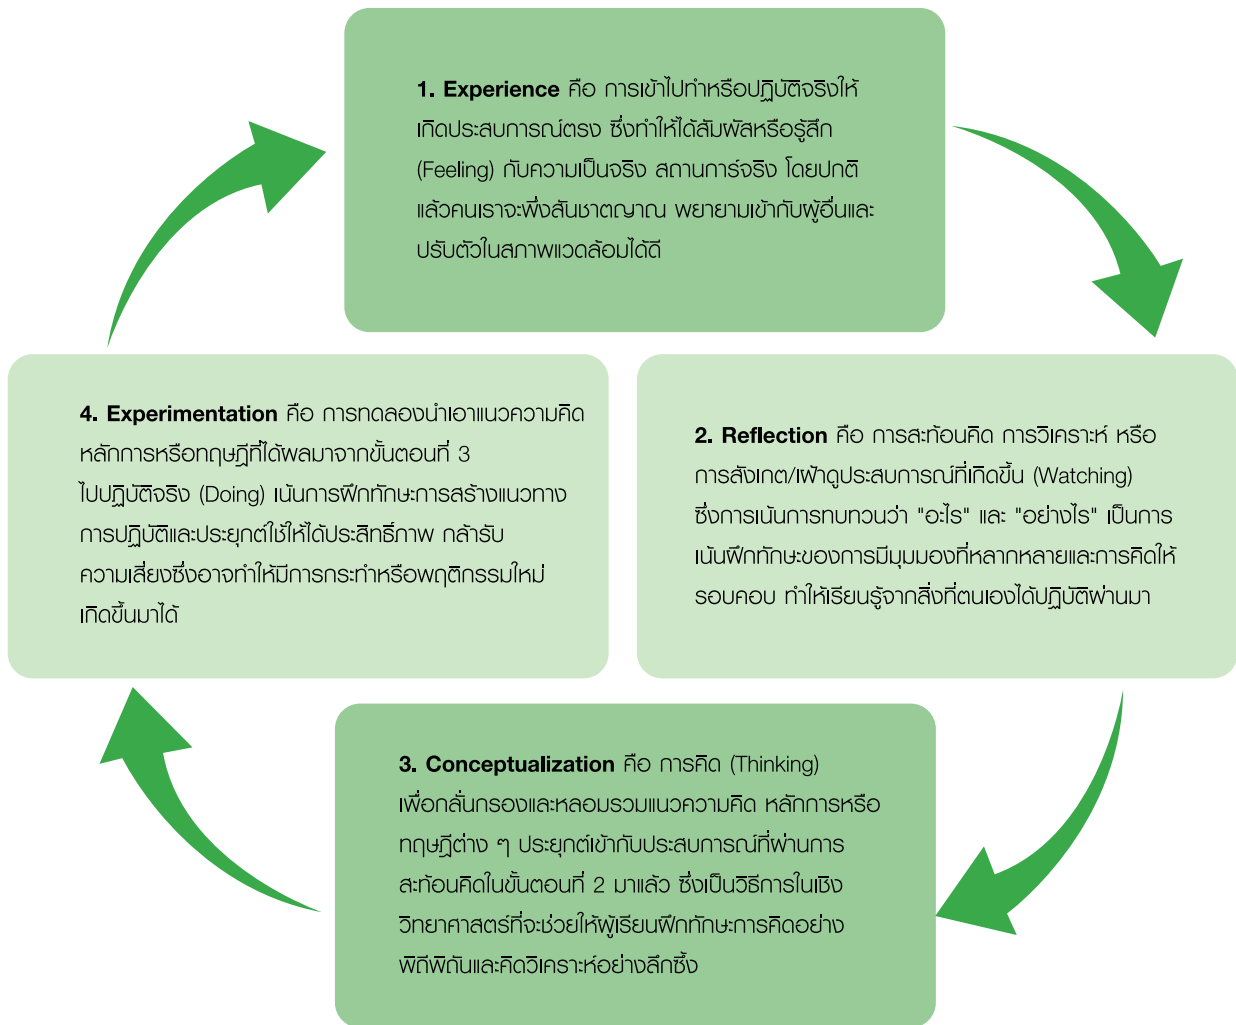 1. Experience คือ การเข้าไปทำหรือปฏิบัติจริงให้
เกิดประสบการณ์ตรง ซึ่งทำให้ได้สัมผัสหรือรู้สึก
(Feeling) กับความเป็นจริง สถานการ์จริง โดยปกติ
แล้วคนเราจะพึ่งสันชาตญาณ พยายามเข้ากับผู้อื่นและ
ปรับตัวในสภาพแวดล้อมได้ดี
2. Reflection คือ การสะท้อนคิด การวิเคราะห์ หรือ
การสังเกต/เฝ้าดูประสบการณ์ที่เกิดขึ้น (Watching)
ซึ่งการเน้นการทบทวนว่า "อะไร" และ "อย่างไร" เป็นการ
เน้นฝึกทักษะของการมีมุมมองที่หลากหลายและการคิดให้
รอบคอบ ทำให้เรียนรู้จากสิ่งที่ตนเองได้ปฏิบัติผ่านมา
3. Conceptualization คือ การคิด (Thinking)
เพื่อกลั่นกรองและหลอมรวมแนวความคิด หลักการหรือ
ทฤษฎีต่าง ๆ ประยุกต์เข้ากับประสบการณ์ที่ผ่านการ
สะท้อนคิดในขั้นตอนที่ 2 มาแล้ว ซึ่งเป็นวิธีการในเชิง
วิทยาศาสตร์ที่จะช่วยให้ผู้เรียนฝึกทักษะการคิดอย่าง
พิถีพิถันและคิดวิเคราะห์อย่างลึกซึ้ง
4. Experimentation คือ การทดลองนำเอาแนวความคิด
หลักการหรือทฤษฎีที่ได้ผลมาจากขั้นตอนที่ 3
ไปปฏิบัติจริง (Doing) เน้นการฝึกทักษะการสร้างแนวทาง
การปฏิบัติและประยุกต์ใช้ให้ได้ประสิทธิ์ภาพ กล้ารับ
ความเสี่ยงซึ่งอาจทำให้มีการกระทำหรือพฤติกรรมใหม่
เกิดขึ้นมาได้